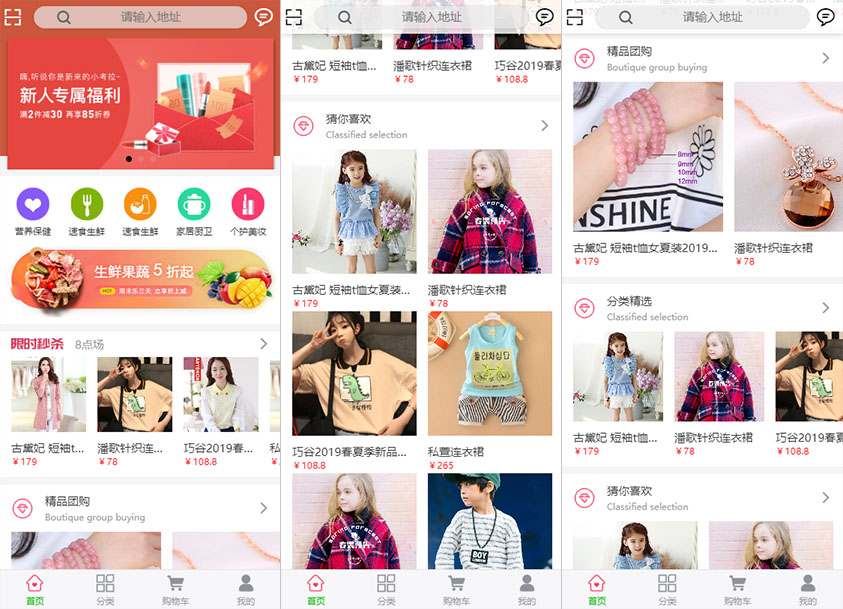 请输入地址
嗨,听说你是新来的小考拉~
新人专属福利
满2件减30 再享85折券
营养保健
速食生鲜
速食生鲜
家居厨卫
个护美妆
生鲜果蔬5折起
HOT 周末乐三天 立享折上减
限时秒杀 8点场
古黛妃 短袖t...
潘歌针织连...
巧谷2019春...
私
¥179
¥78
¥108.8
¥
精品团购
Boutique group buying
首页
分类
购物车
我的
请输入地址
古黛妃 短袖t恤...
潘歌针织连衣裙
巧谷2019春夏
¥179
¥78
¥108.8
猜你喜欢
Classified selection
SPRING FOREST
古黛妃 短袖t恤女夏装...
潘歌针织连衣裙
¥179
¥78
巧谷2019春夏季新品...
私萱连衣裙
¥108.8
¥265
BOY
首页
分类
购物车
我的
请输入地址
精品团购
Boutique group buying
8mm
9mm
10mm
12mm
NSHINE
古黛妃 短袖t恤女夏装2019...
潘歌针织连衣裙
¥179
¥78
分类精选
Classified selection
古黛妃 短袖t恤...
潘歌针织连衣裙
巧谷2019春夏
¥179
¥78
¥108.8
猜你喜欢
Classified selection
首页
分类
购物车
我的